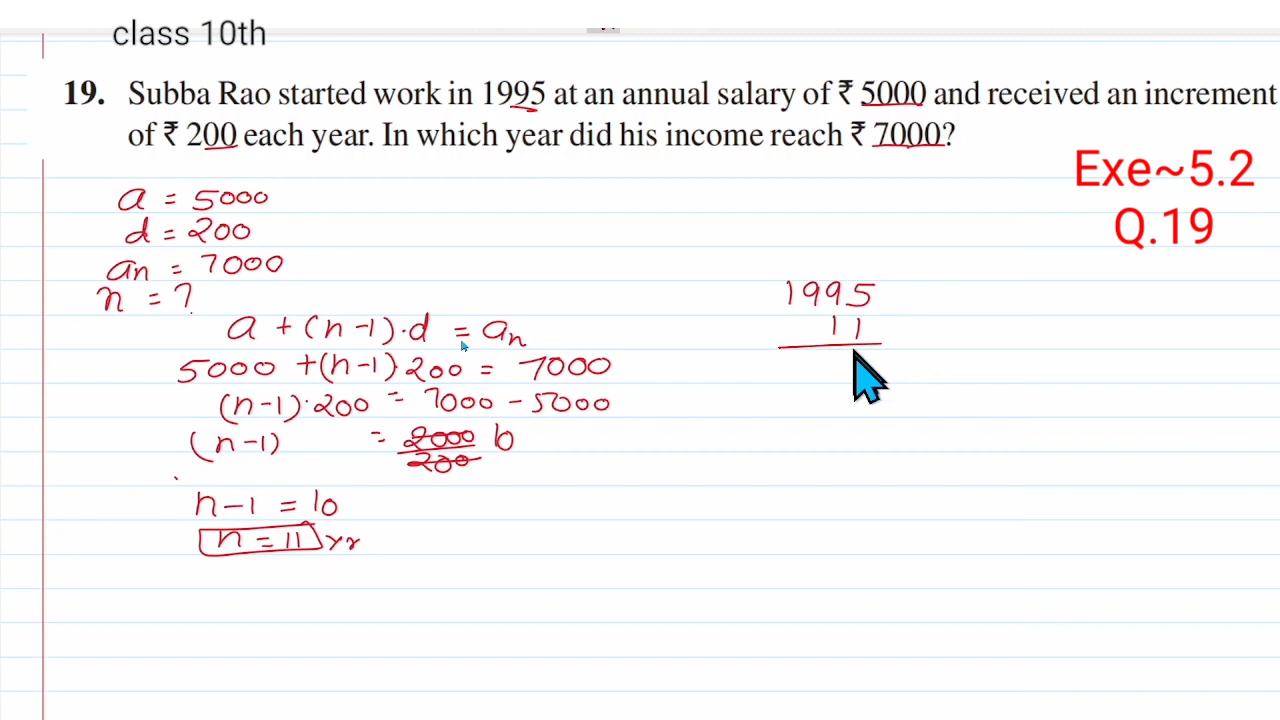 class 10th
19. Subba Rao started work in 1995 at an annual salary of ₹ 5000 and received an increment
of ₹ 200 each year. In which year did his income reach ₹ 7000?
Exe~5.2
Q.19
a = 5000
d = 200
an = 7000
n = ?
a + (n-1)·d = an
5000 + (n-1) 200 = 7000
(n-1)·200 = 7000 - 5000
(n-1) = 2000/200 10
n-1 = 10
n = 11 yr
1995
11